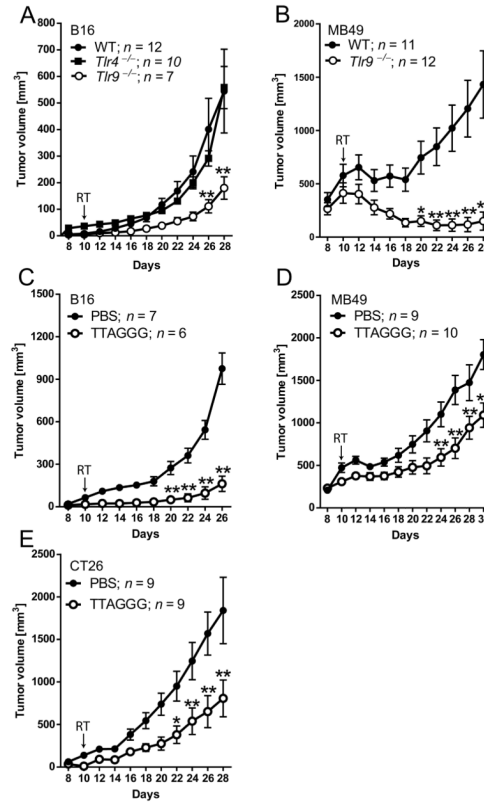 A
B16
WT; n = 12
Tlr4 –/–; n = 10
Tlr9 –/–; n = 7
Tumor volume [mm3]
800
700
600
500
400
300
200
100
0
RT
**
**
8 10 12 14 16 18 20 22 24 26 28
Days
B
MB49
WT; n = 11
Tlr9 –/–; n = 12
Tumor volume [mm3]
2000
1500
1000
500
0
RT
*
**
**
**
**
8 10 12 14 16 18 20 22 24 26 28
Days
C
B16
PBS; n = 7
TTAGGG; n = 6
Tumor volume [mm3]
1500
1200
900
600
300
0
RT
**
**
**
**
8 10 12 14 16 18 20 22 24 26
Days
D
MB49
PBS; n = 9
TTAGGG; n = 10
Tumor volume [mm3]
2500
2000
1500
1000
500
0
RT
**
**
**
*
8 10 12 14 16 18 20 22 24 26 28
Days
E
CT26
PBS; n = 9
TTAGGG; n = 9
Tumor volume [mm3]
2500
2000
1500
1000
500
0
RT
*
**
**
**
8 10 12 14 16 18 20 22 24 26 28
Days